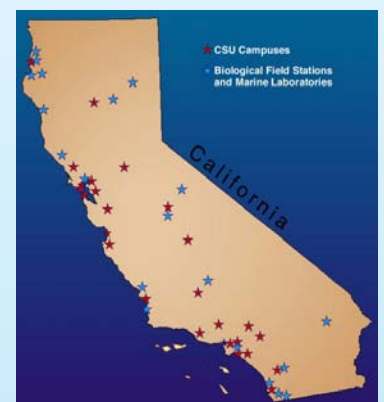 CSU Campuses
Biological Field Stations
and Marine Laboratories
California